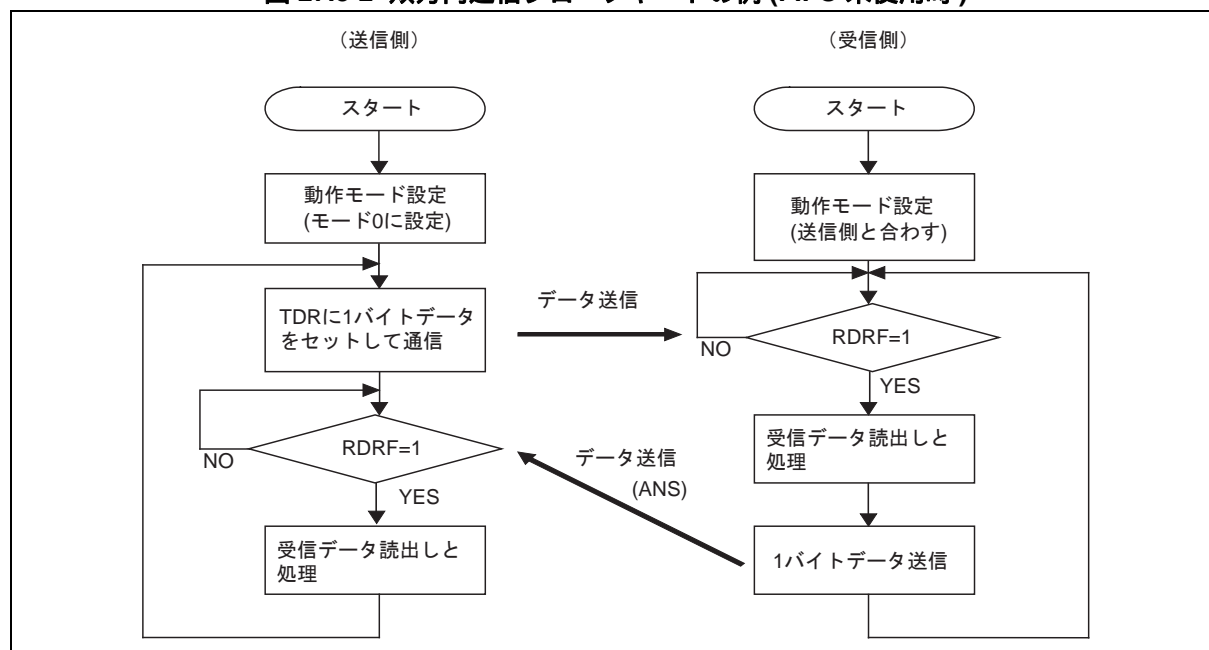 （送信側）
スタート
動作モード設定
(モード0に設定)
TDRに1バイトデータ
をセットして通信
RDRF=1
NO
YES
受信データ読出しと
処理
データ送信
データ送信
(ANS)
（受信側）
スタート
動作モード設定
(送信側と合わす)
RDRF=1
NO
YES
受信データ読出しと
処理
1バイトデータ送信